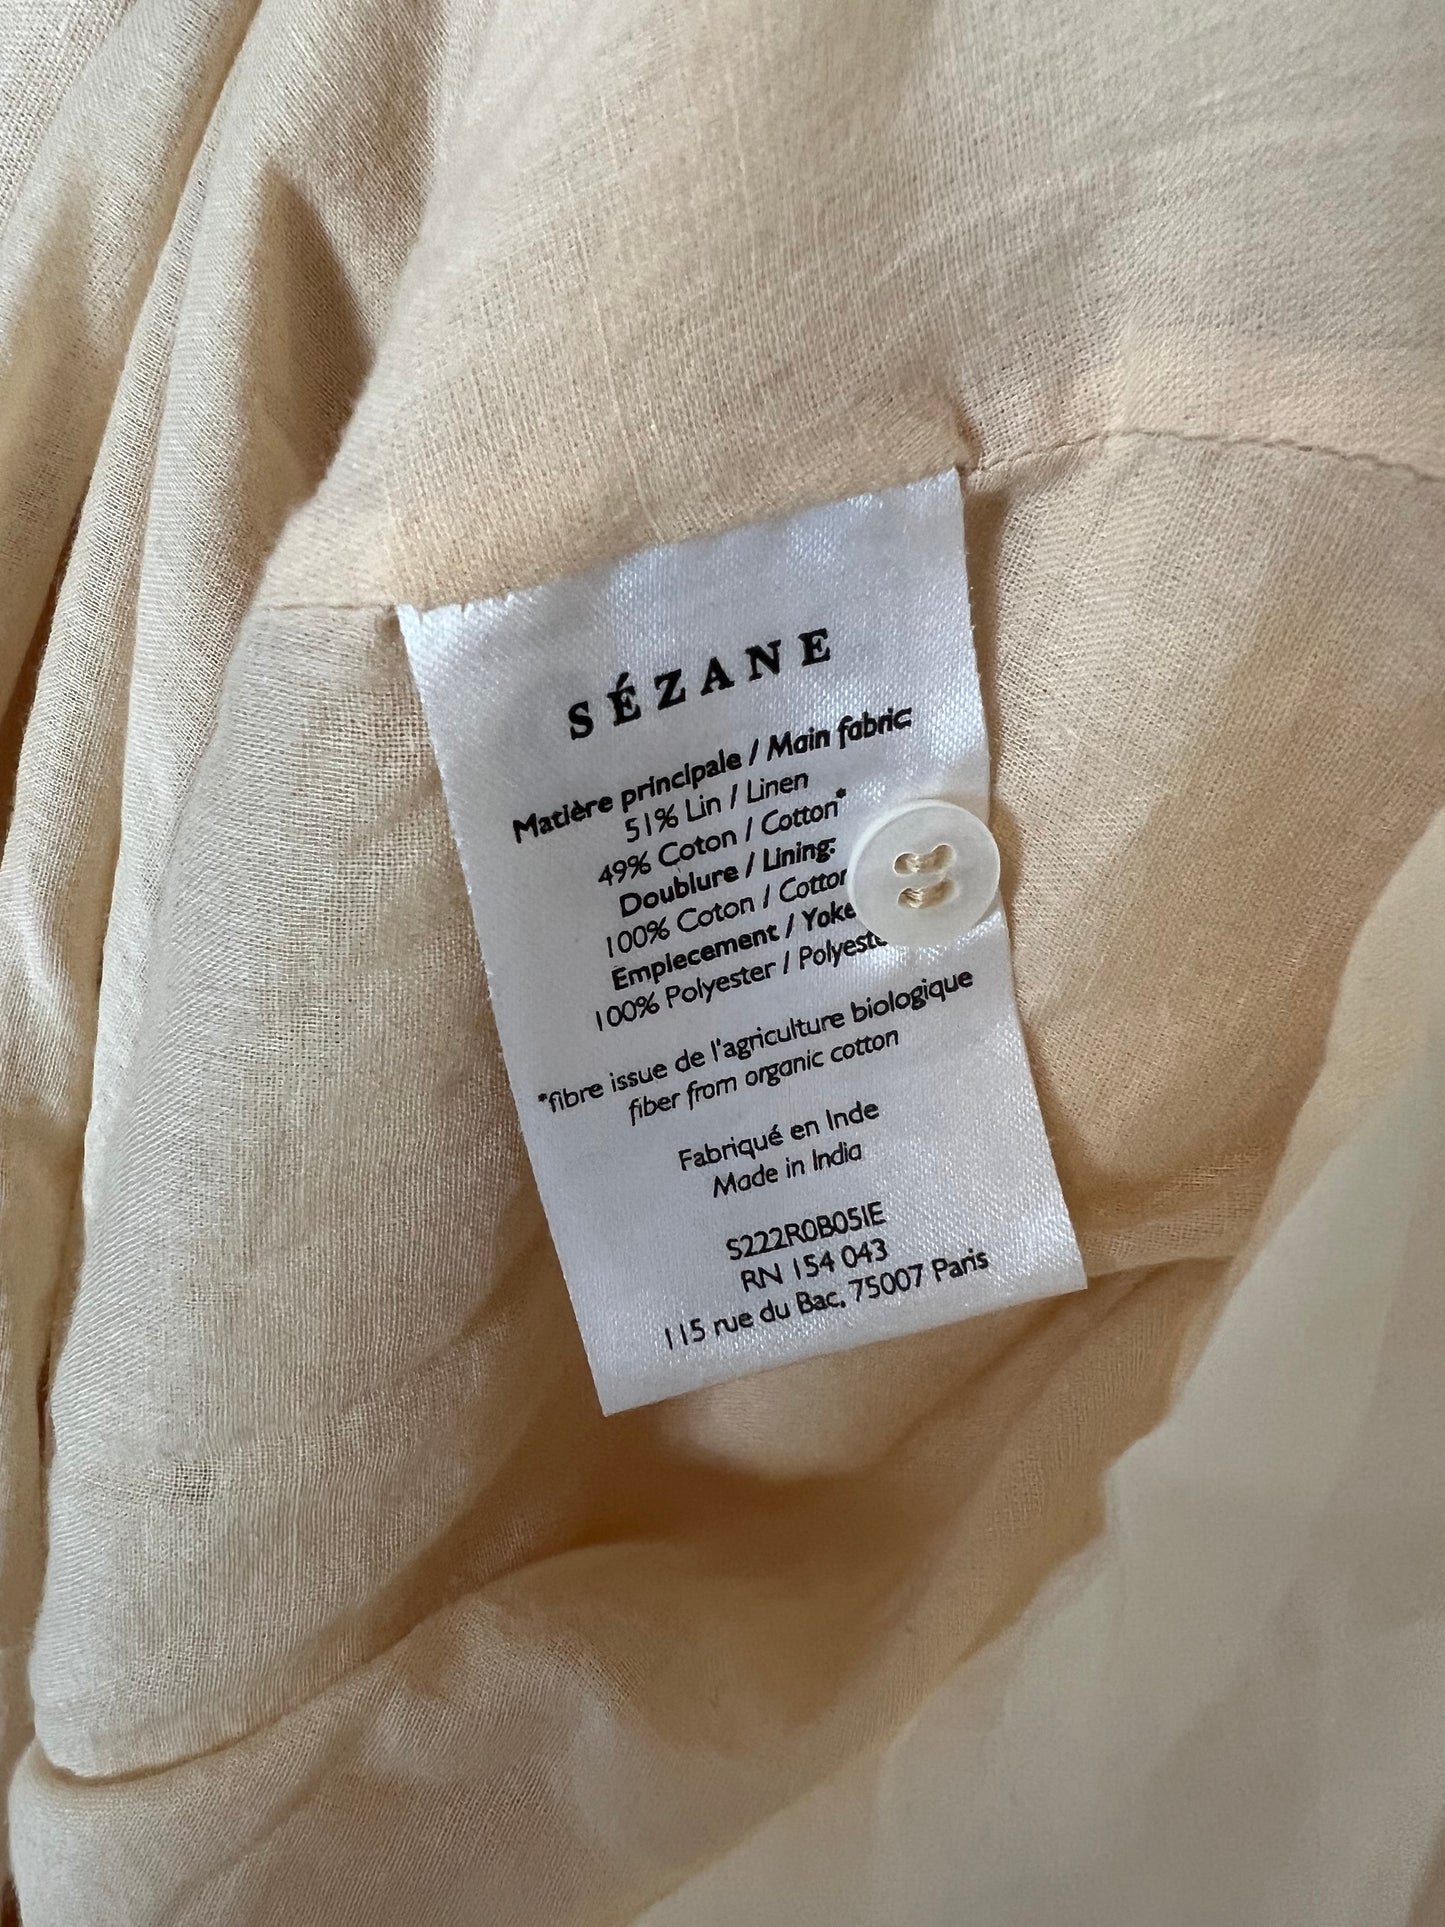 SÉZANE
Matière principale / Main fabric:
51% Lin / Linen
49% Coton / Cotton*
Doublure / Lining:
100% Coton / Cotton
Emplecement / Yoke
100% Polyester / Polyeste
*fibre issue de l'agriculture biologique
fiber from organic cotton
Fabriqué en Inde
Made in India
S222R0B05IE
RN 154 043
115 rue du Bac, 75007 Paris